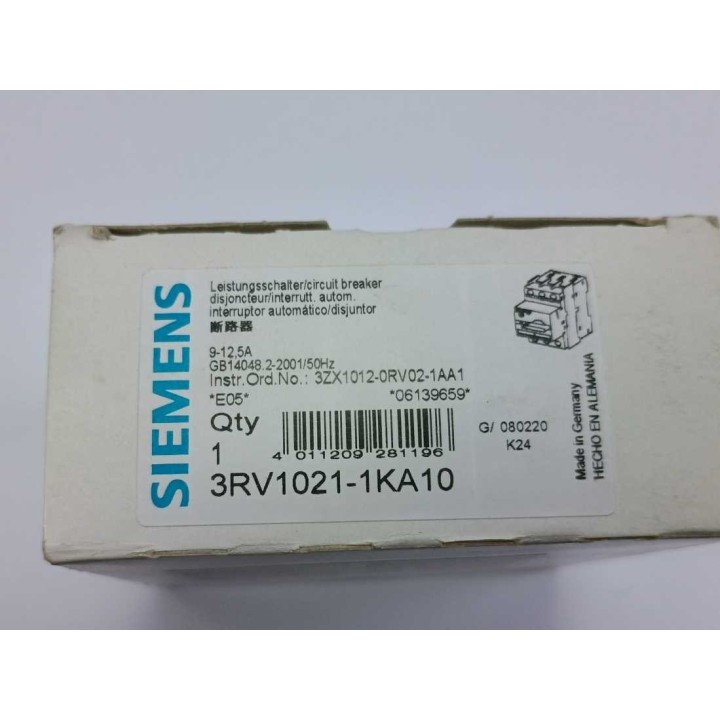 SIEMENS
Leistungsschalter/circuit breaker
disjoncteur/interrutt. autom.
interruptor automático/disjuntor
断路器
9-12,5A
GB14048.2-2001/50Hz
Instr.Ord.No.: 3ZX1012-0RV02-1AA1
*E05* *06139659*
Qty
1
4 011209 281196
3RV1021-1KA10
G/ 080220
K24
Made in Germany
HECHO EN ALEMANIA